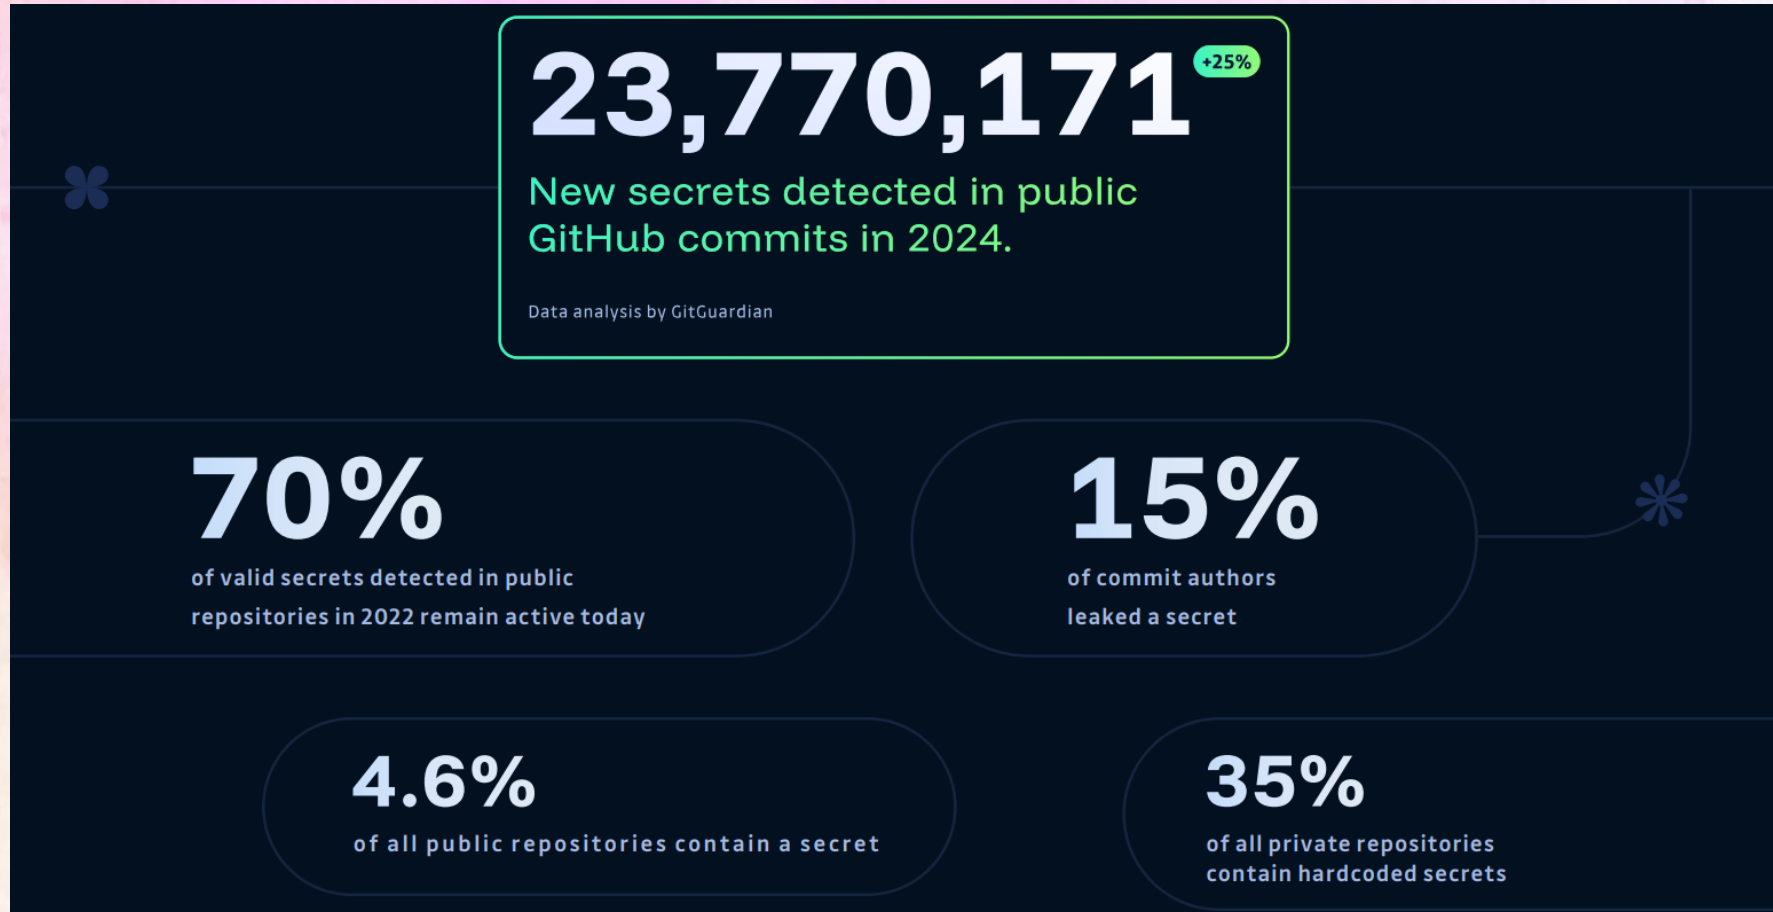 23,770,171 +25%
New secrets detected in public
GitHub commits in 2024.
Data analysis by GitGuardian
70%
of valid secrets detected in public
repositories in 2022 remain active today
15%
of commit authors
leaked a secret
4.6%
of all public repositories contain a secret
35%
of all private repositories
contain hardcoded secrets